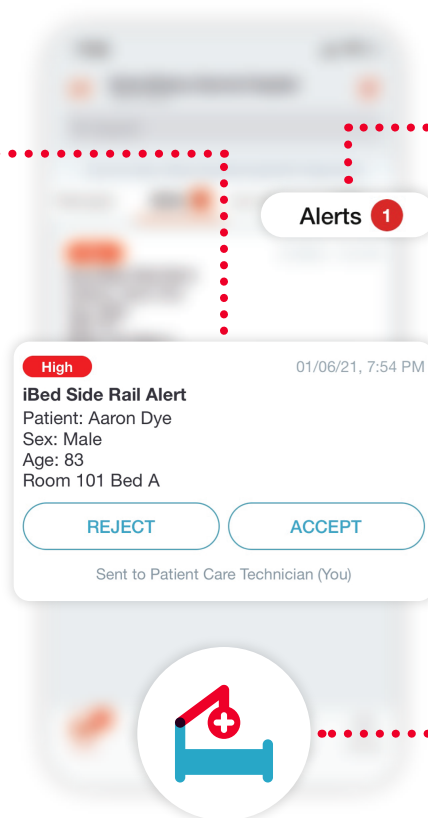 Alerts 1
High 01/06/21, 7:54 PM
iBed Side Rail Alert
Patient: Aaron Dye
Sex: Male
Age: 83
Room 101 Bed A
REJECT ACCEPT
Sent to Patient Care Technician (You)